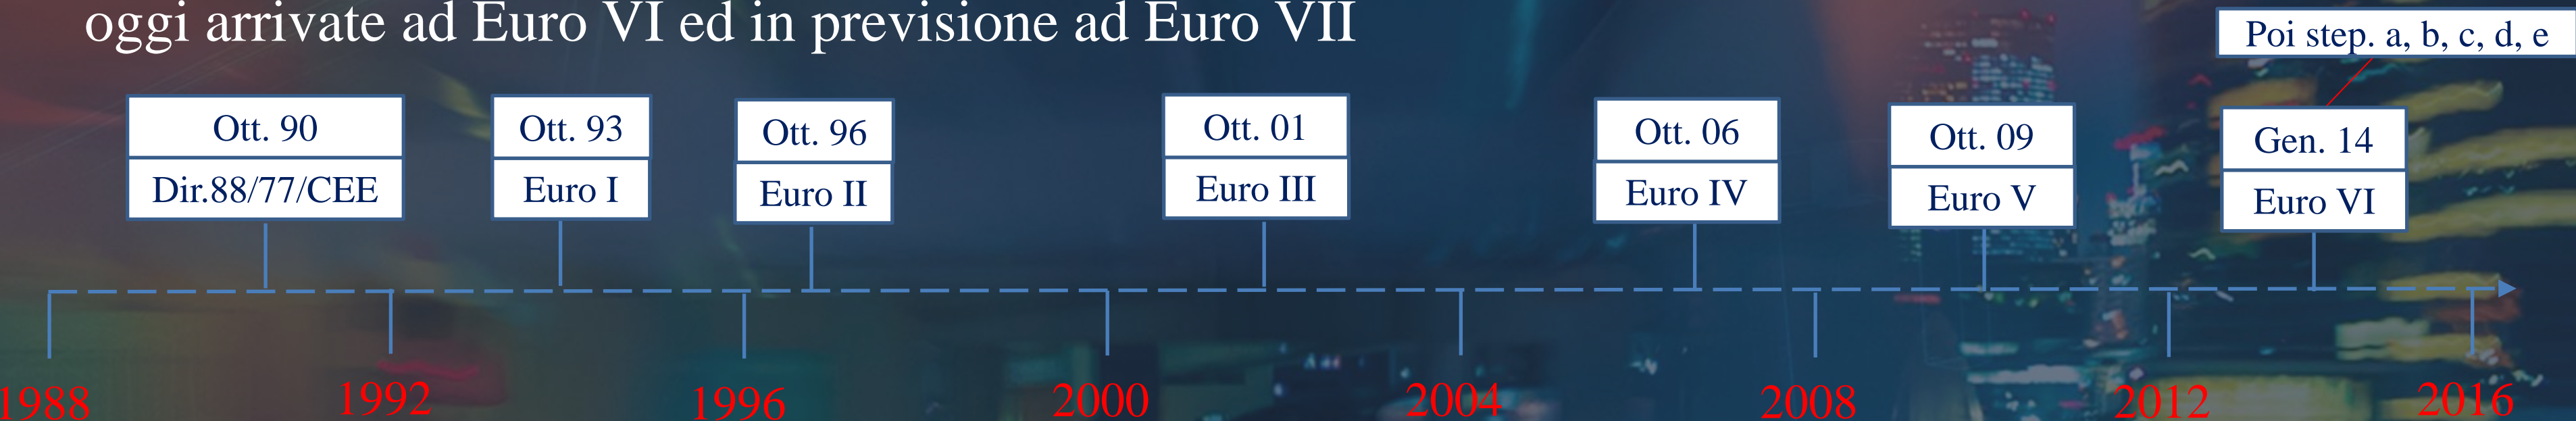 oggi arrivate ad Euro VI ed in previsione ad Euro VII
Poi step. a, b, c, d, e
Ott. 90
Dir.88/77/CEE
Ott. 93
Euro I
Ott. 96
Euro II
Ott. 01
Euro III
Ott. 06
Euro IV
Ott. 09
Euro V
Gen. 14
Euro VI
1988
1992
1996
2000
2004
2008
2012
2016